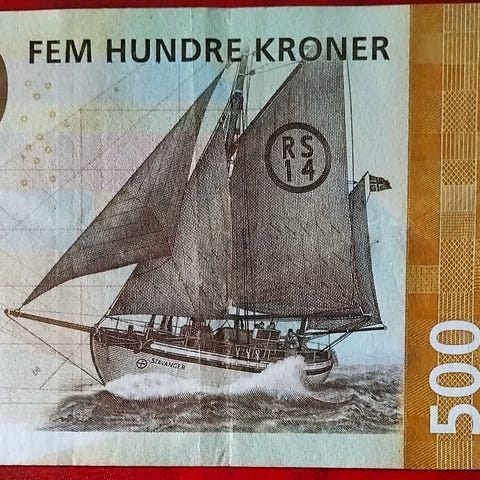 FEM HUNDRE KRONER
RS
14
STAVANGER
500